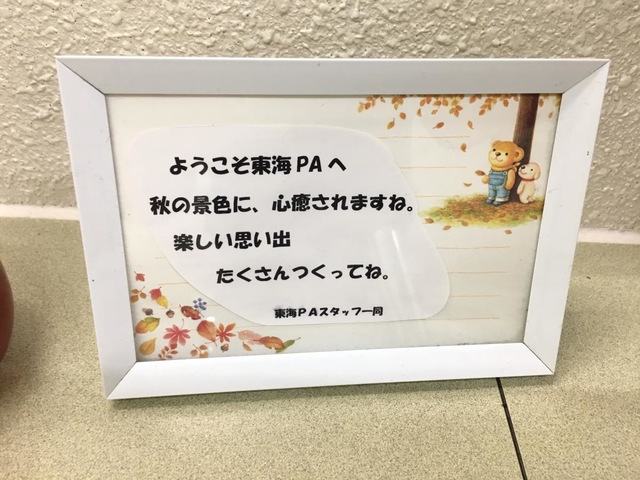 ようこそ東海PAへ
秋の景色に、心癒されますね。
楽しい思い出
たくさんつくってね。
東海PAスタッフ一同